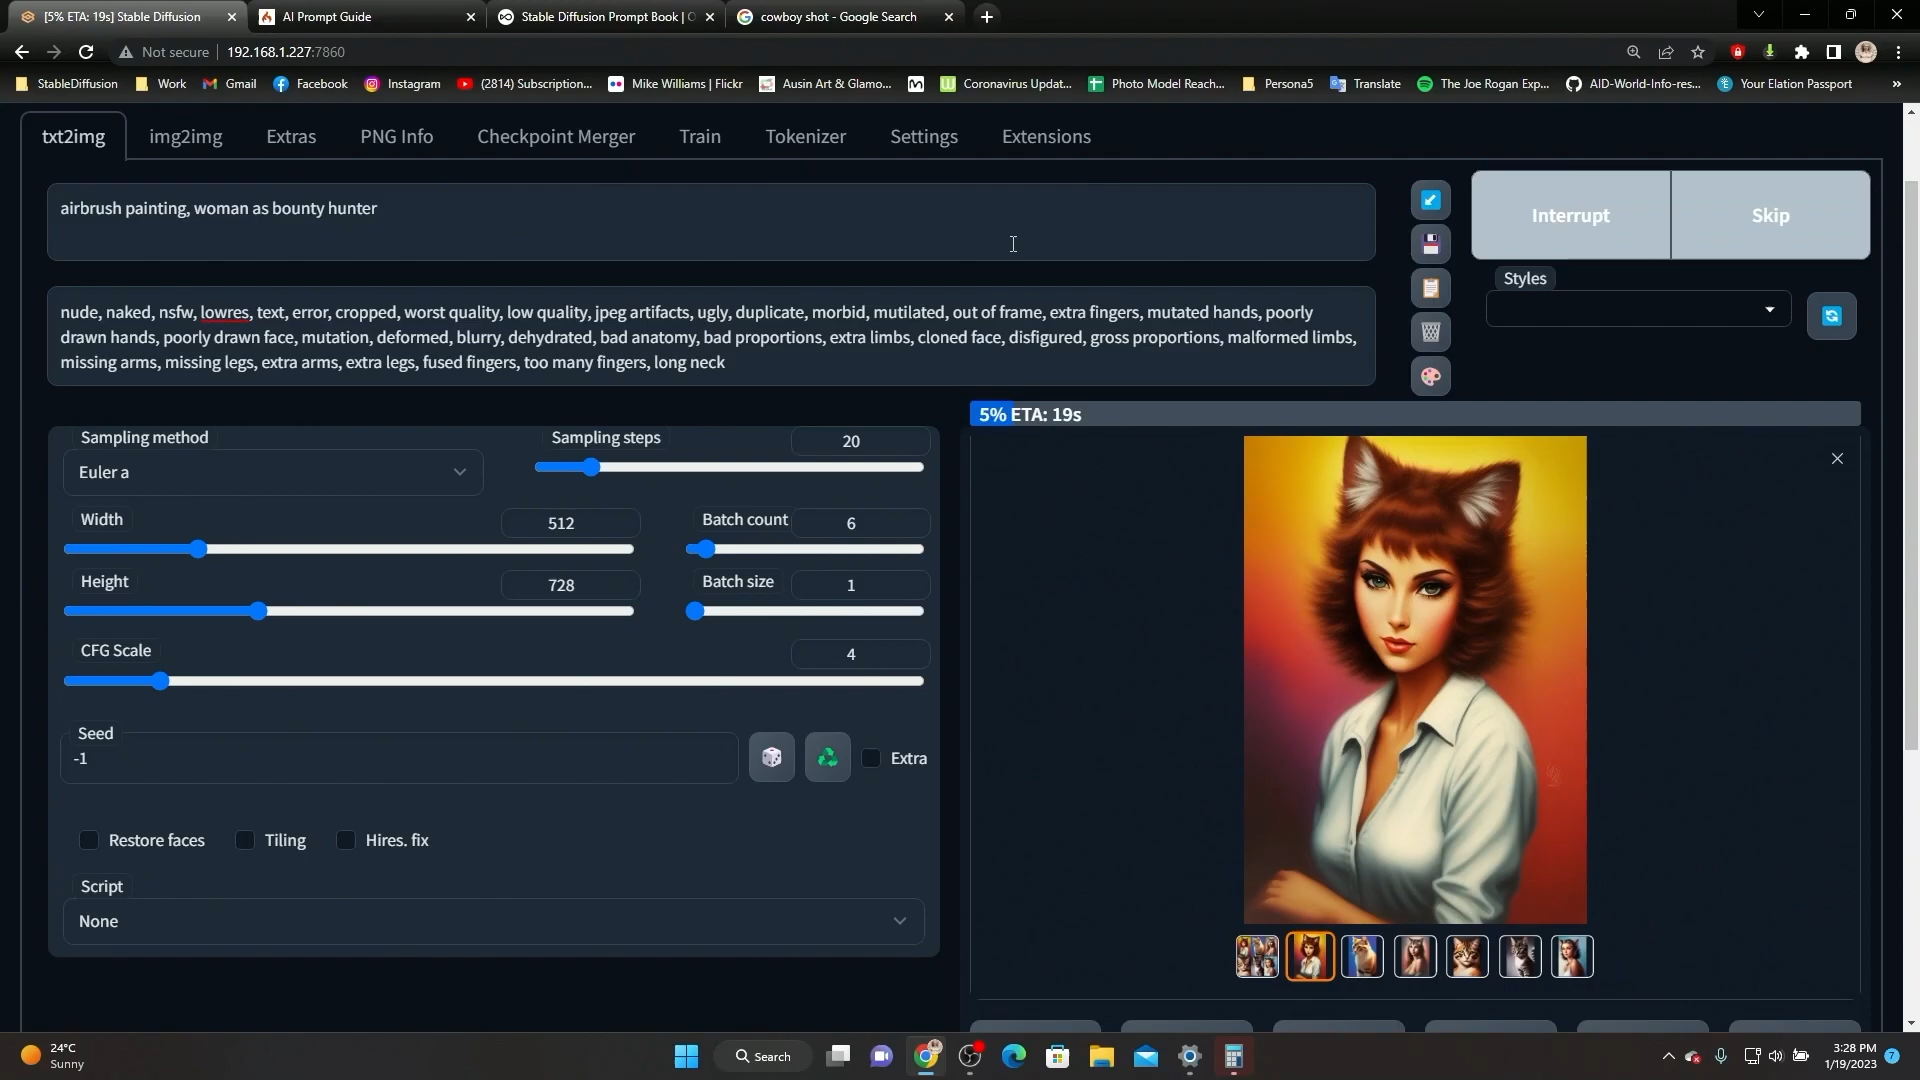 [5% ETA: 19s] Stable Diffusion
AI Prompt Guide
Stable Diffusion Prompt Book |
cowboy shot - Google Search
Not secure
192.168.1.227:7860
StableDiffusion
Work
Gmail
Facebook
Instagram
(2814) Subscription...
Mike Williams | Flickr
Ausin Art & Glamo...
Coronavirus Updat...
Photo Model Reach...
Persona5
Translate
The Joe Rogan Exp...
AID-World-Info-res...
Your Elation Passport
»
txt2img
img2img
Extras
PNG Info
Checkpoint Merger
Train
Tokenizer
Settings
Extensions
airbrush painting, woman as bounty hunter
Interrupt
Skip
Styles
nude, naked, nsfw, lowres, text, error, cropped, worst quality, low quality, jpeg artifacts, ugly, duplicate, morbid, mutilated, out of frame, extra fingers, mutated hands, poorly
drawn hands, poorly drawn face, mutation, deformed, blurry, dehydrated, bad anatomy, bad proportions, extra limbs, cloned face, disfigured, gross proportions, malformed limbs,
missing arms, missing legs, extra arms, extra legs, fused fingers, too many fingers, long neck
5% ETA: 19s
Sampling method
Euler a
Sampling steps
20
Width
512
Batch count
6
Height
728
Batch size
1
CFG Scale
4
Seed
-1
Extra
Restore faces
Tiling
Hires. fix
Script
None
24°C
Sunny
Search
3:28 PM
1/19/2023
7